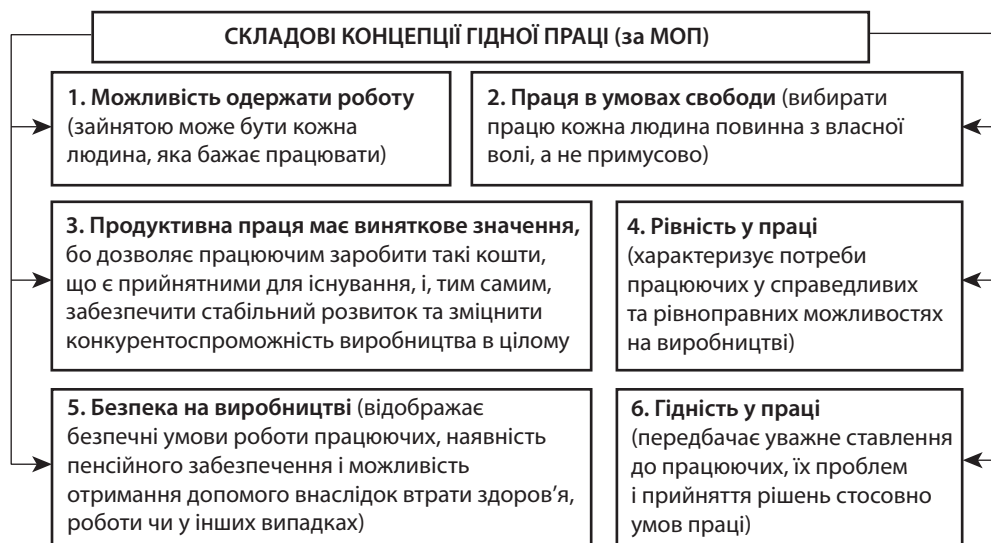 СКЛАДОВІ КОНЦЕПЦІЇ ГІДНОЇ ПРАЦІ (за МОП)
1. Можливість одержати роботу
(зайнятою може бути кожна
людина, яка бажає працювати)
2. Праця в умовах свободи (вибирати
працю кожна людина повинна з власної
волі, а не примусово)
3. Продуктивна праця має виняткове значення,
бо дозволяє працюючим заробити такі кошти,
що є прийнятними для існування, і, тим самим,
забезпечити стабільний розвиток та зміцнити
конкурентоспроможність виробництва в цілому
4. Рівність у праці
(характеризує потреби
працюючих у справедливих
та рівноправних можливостях
на виробництві)
5. Безпека на виробництві (відображає
безпечні умови роботи працюючих, наявність
пенсійного забезпечення і можливість
отримання допомого внаслідок втрати здоров’я,
роботи чи у інших випадках)
6. Гідність у праці
(передбачає уважне ставлення
до працюючих, їх проблем
і прийняття рішень стосовно
умов праці)